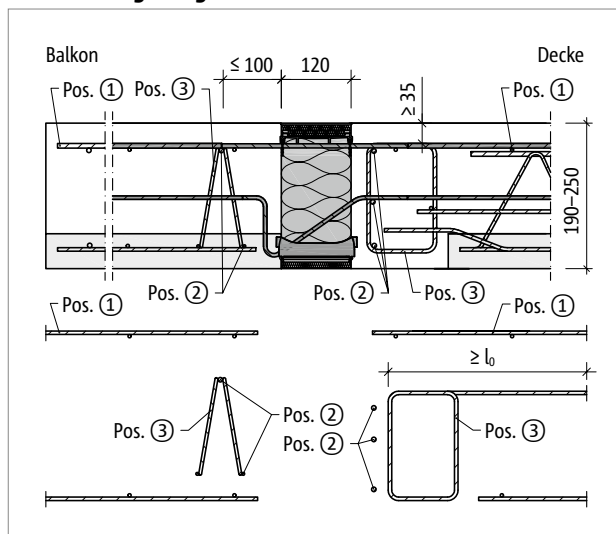 Balkon
≤ 100
120
Decke
Pos. ①
Pos. ③
≥ 35
Pos. ①
190–250
Pos. ②
Pos. ②
Pos. ③
Pos. ①
Pos. ①
≥ l₀
Pos. ③
Pos. ②
Pos. ②
Pos. ③